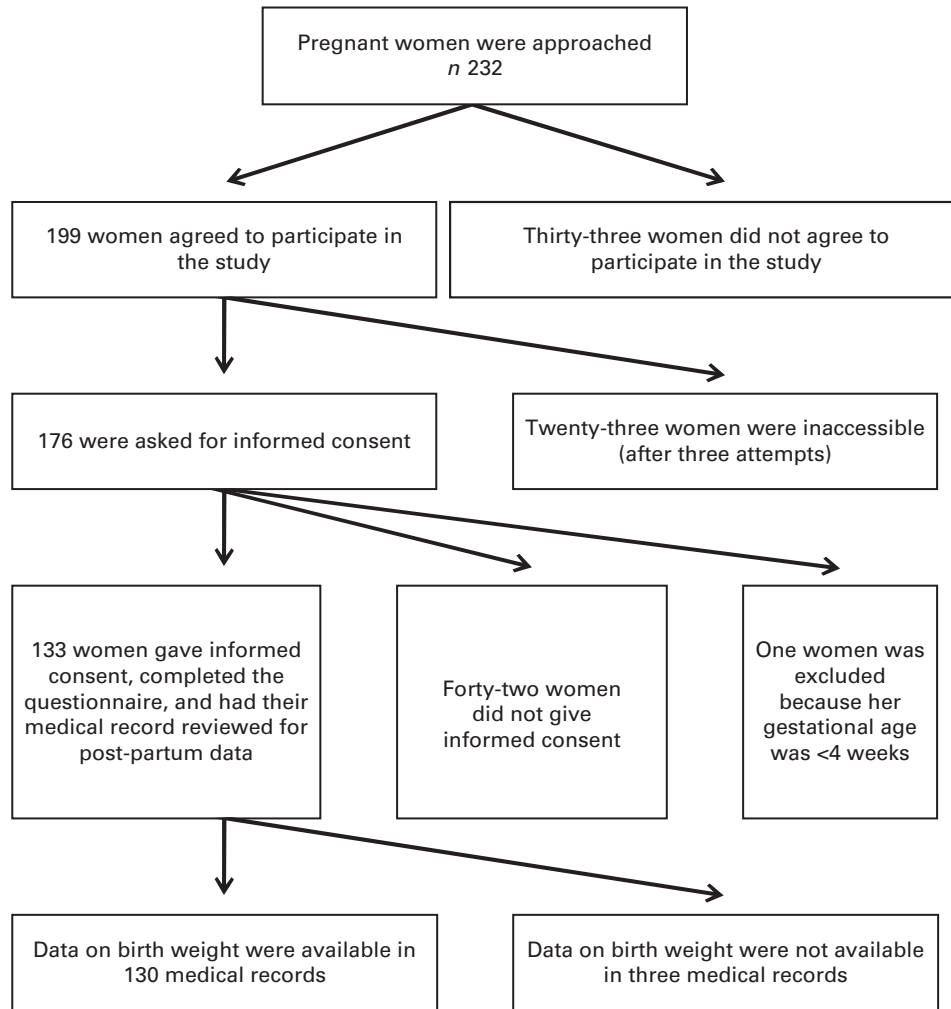 Pregnant women were approached
n 232
199 women agreed to participate in
the study
Thirty-three women did not agree to
participate in the study
176 were asked for informed consent
Twenty-three women were inaccessible
(after three attempts)
133 women gave informed
consent, completed the
questionnaire, and had their
medical record reviewed for
post-partum data
Forty-two women
did not give
informed consent
One women was
excluded
because her
gestational age
was <4 weeks
Data on birth weight were available in
130 medical records
Data on birth weight were not available
in three medical records